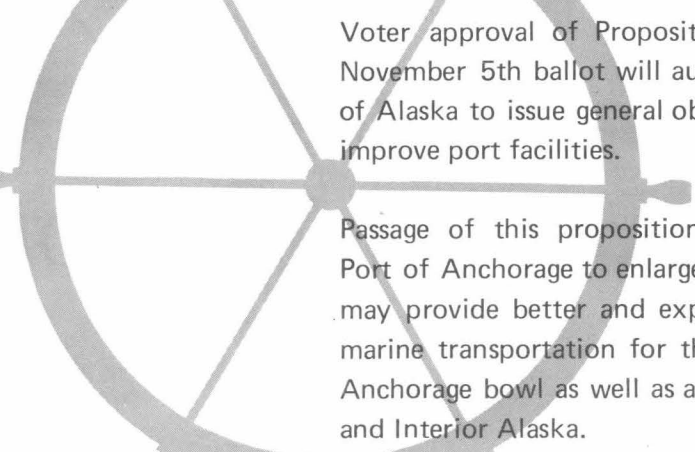 Voter approval of Proposit
November 5th ballot will au
of Alaska to issue general ob
improve port facilities.
Passage of this proposition
Port of Anchorage to enlarge
may provide better and exp
marine transportation for th
Anchorage bowl as well as a
and Interior Alaska.